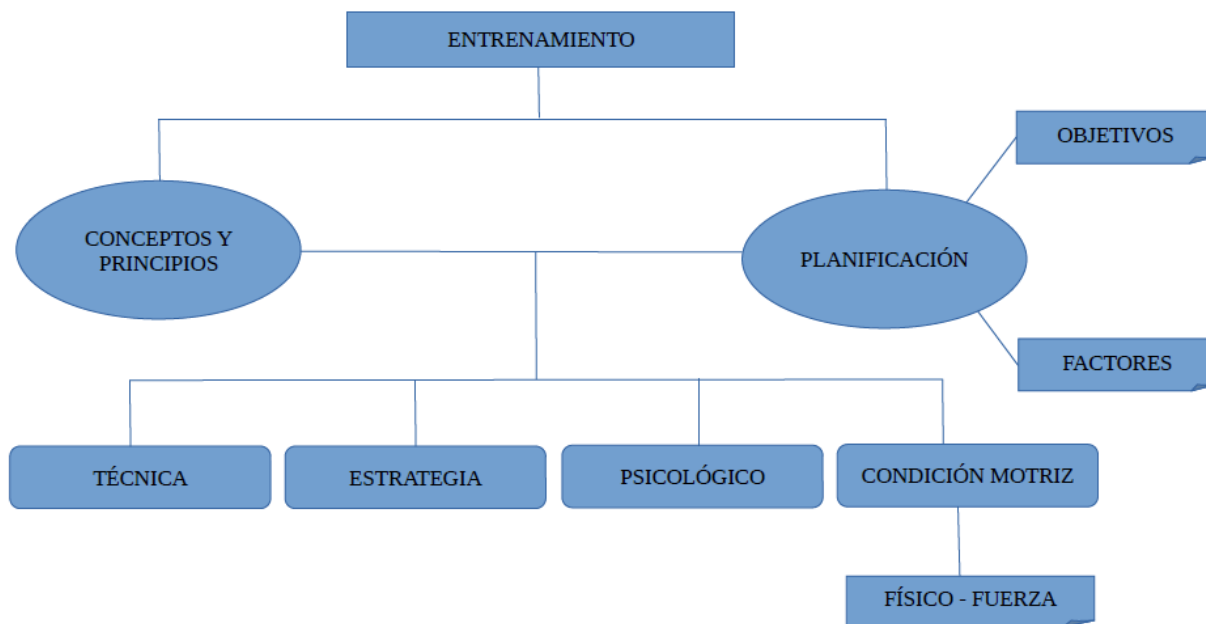 ENTRENAMIENTO
OBJETIVOS
CONCEPTOS Y
PRINCIPIOS
PLANIFICACIÓN
FACTORES
TÉCNICA
ESTRATEGIA
PSICOLÓGICO
CONDICIÓN MOTRIZ
FÍSICO - FUERZA